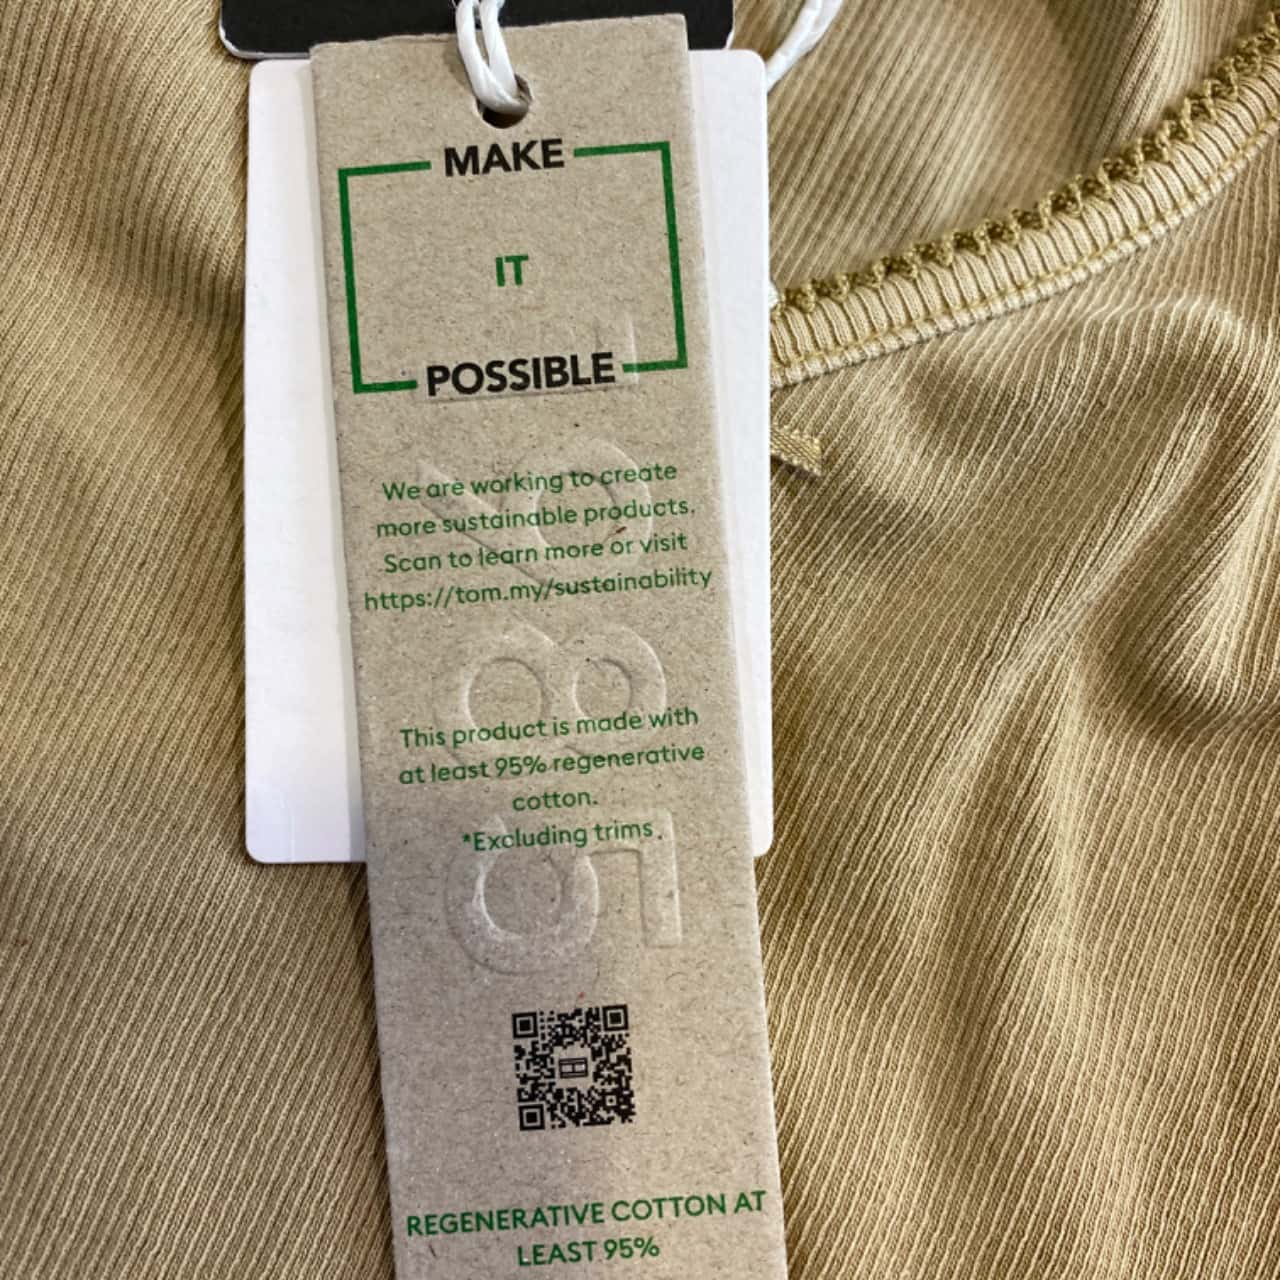 MAKE
IT
POSSIBLE
We are working to create
more sustainable products.
Scan to learn more or visit
https://tom.my/sustainability
This product is made with
at least 95% regenerative
cotton.
*Excluding trims.
REGENERATIVE COTTON AT
LEAST 95%